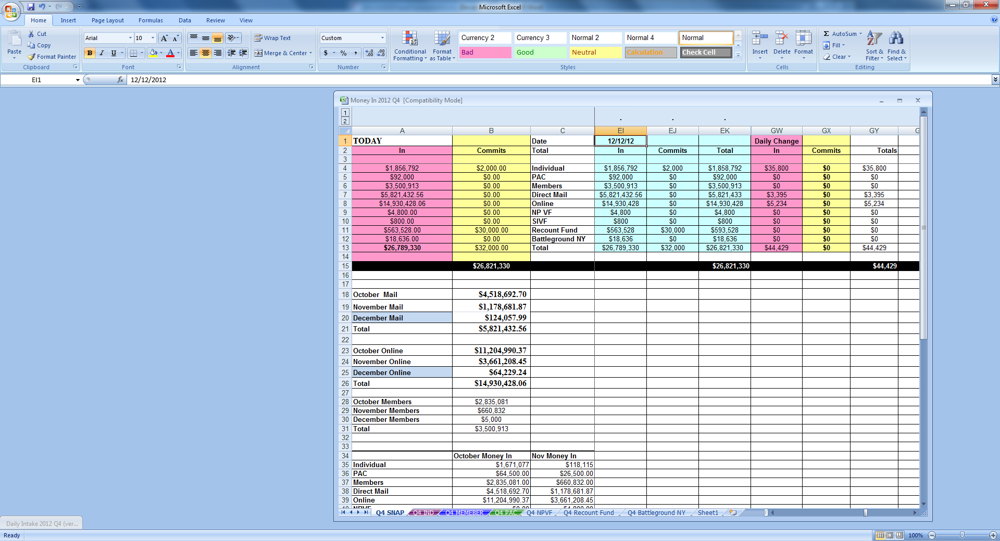 Microsoft Excel
Home Insert Page Layout Formulas Data Review View
Paste Cut Copy Format Painter Clipboard
Arial 10 B I U Font
Wrap Text Merge & Center Alignment
Custom $ % , Number
Conditional Formatting Format as Table
Currency 2 Currency 3 Normal 2 Normal 4 Normal
Bad Good Neutral Calculation Check Cell
Styles
Insert Delete Format Cells
Σ AutoSum Fill Clear Sort & Filter Find & Select Editing
EI1 fx 12/12/2012
Money In 2012 Q4 [Compatibility Mode]
1
2
A B C EI EJ EK GW GX GY G
1 TODAY Date 12/12/12 Daily Change
2 In Commits Total In Commits Total In Commits Totals
3
4 $1,856,792 $2,000.00 Individual $1,856,792 $2,000 $1,858,792 $35,800 $0 $35,800
5 $92,000 $0.00 PAC $92,000 $0 $92,000 $0 $0 $0
6 $3,500,913 $0.00 Members $3,500,913 $0 $3,500,913 $0 $0 $0
7 $5,821,432.56 $0.00 Direct Mail $5,821,432.56 $0 $5,821,433 $3,395 $0 $3,395
8 $14,930,428.06 $0.00 Online $14,930,428 $0 $14,930,428 $5,234 $0 $5,234
9 $4,800.00 $0.00 NP VF $4,800 $0 $4,800 $0 $0 $0
10 $800.00 $0.00 SIVF $800 $0 $800 $0 $0 $0
11 $563,528.00 $30,000.00 Recount Fund $563,528 $30,000 $593,528 $0 $0 $0
12 $18,636.00 $0.00 Battleground NY $18,636 $0 $18,636 $0 $0 $0
13 $26,789,330 $32,000.00 Total $26,789,330 $32,000 $26,821,330 $44,429 $0 $44,429
14
15 $26,821,330 $26,821,330 $44,429
16
17
18 October  Mail $4,518,692.70
19 November Mail $1,178,681.87
20 December Mail $124,057.99
21 Total $5,821,432.56
22
23 October Online $11,204,990.37
24 November Online $3,661,208.45
25 December Online $64,229.24
26 Total $14,930,428.06
27
28 October Members $2,835,081
29 November Members $660,832
30 December Members $5,000
31 Total $3,500,913
32
33
34 October Money In Nov Money In
35 Individual $1,671,077 $118,115
36 PAC $64,500.00 $26,500.00
37 Members $2,835,081.00 $660,832.00
38 Direct Mail $4,518,692.70 $1,178,681.87
39 Online $11,204,990.37 $3,661,208.45
40 NPVF $0.00 $4,800.00
Q4 SNAP Q4 IND Q4 MEMEBER Q4 PAC Q4 NPVF Q4 Recount Fund Q4 Battleground NY Sheet1
Daily Intake 2012 Q4 (ver...
Ready 100%